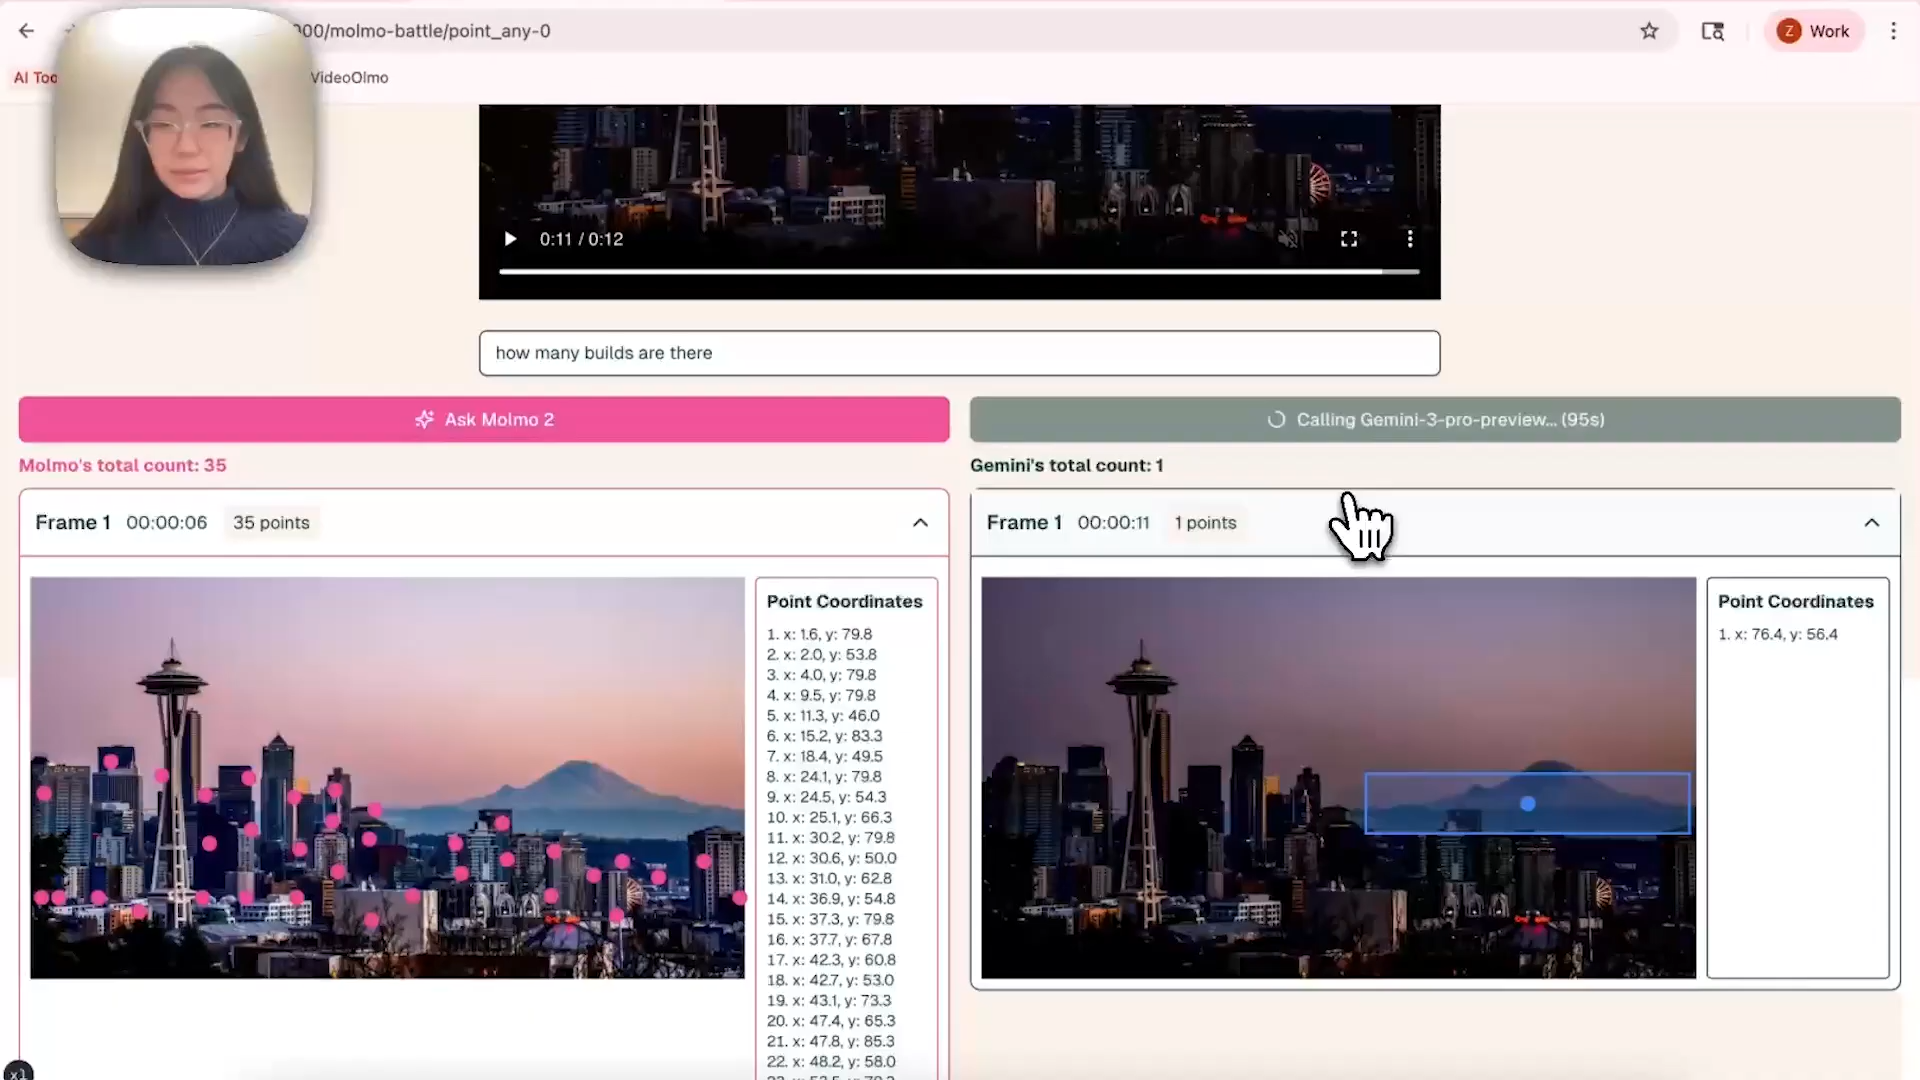 000/molmo-battle/point_any-0
Z Work
AI Too
VideoOlmo
0:11 / 0:12
how many builds are there
Ask Molmo 2
Calling Gemini-3-pro-preview... (95s)
Molmo's total count: 35
Gemini's total count: 1
Frame 1 00:00:06 35 points
Frame 1 00:00:11 1 points
Point Coordinates
1. x: 1.6, y: 79.8
2. x: 2.0, y: 53.8
3. x: 4.0, y: 79.8
4. x: 9.5, y: 79.8
5. x: 11.3, y: 46.0
6. x: 15.2, y: 83.3
7. x: 18.4, y: 49.5
8. x: 24.1, y: 79.8
9. x: 24.5, y: 54.3
10. x: 25.1, y: 66.3
11. x: 30.2, y: 79.8
12. x: 30.6, y: 50.0
13. x: 31.0, y: 62.8
14. x: 36.9, y: 54.8
15. x: 37.3, y: 79.8
16. x: 37.7, y: 67.8
17. x: 42.3, y: 60.8
18. x: 42.7, y: 53.0
19. x: 43.1, y: 73.3
20. x: 47.4, y: 65.3
21. x: 47.8, y: 85.3
22. x: 48.2, y: 58.0
Point Coordinates
1. x: 76.4, y: 56.4
x1